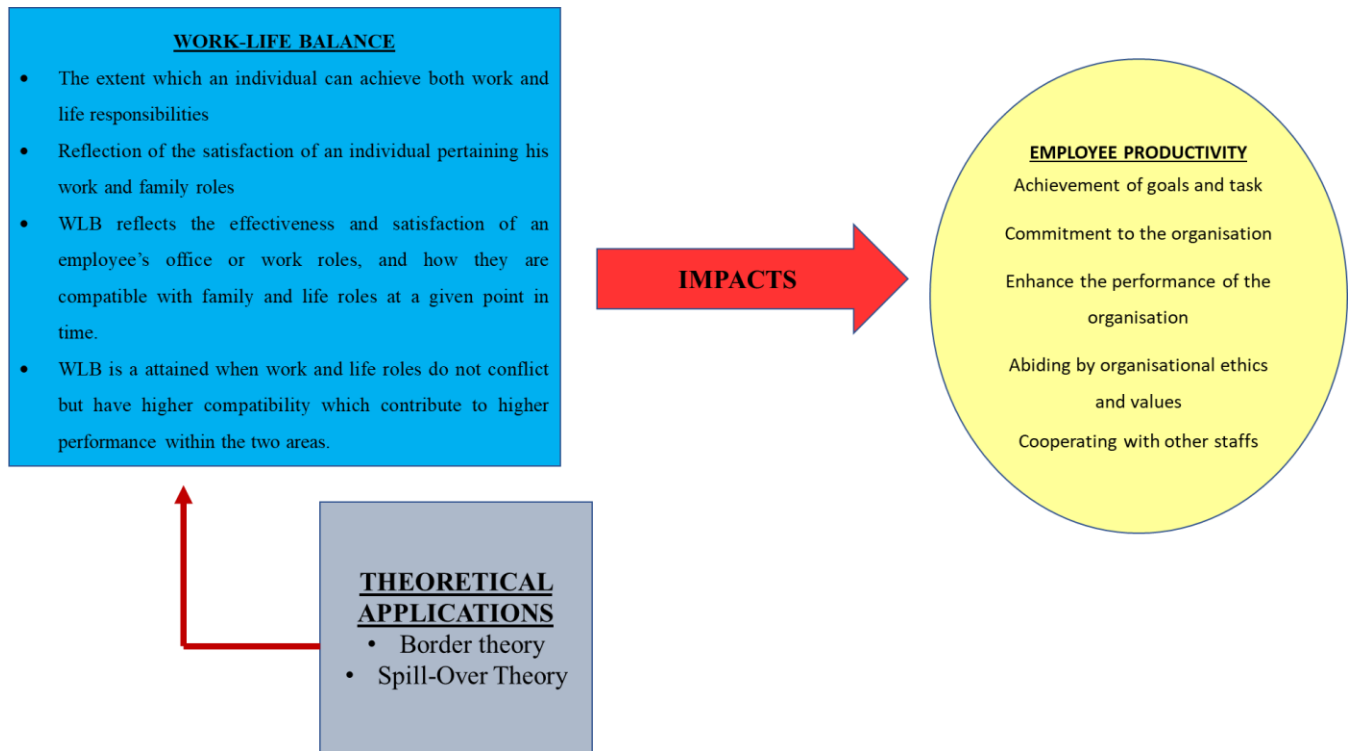 WORK-LIFE BALANCE
• The extent which an individual can achieve both work and
life responsibilities
• Reflection of the satisfaction of an individual pertaining his
work and family roles
• WLB reflects the effectiveness and satisfaction of an
employee's office or work roles, and how they are
compatible with family and life roles at a given point in
time.
• WLB is a attained when work and life roles do not conflict
but have higher compatibility which contribute to higher
performance within the two areas.
IMPACTS
EMPLOYEE PRODUCTIVITY
Achievement of goals and task
Commitment to the organisation
Enhance the performance of the
organisation
Abiding by organisational ethics
and values
Cooperating with other staffs
THEORETICAL
APPLICATIONS
• Border theory
• Spill-Over Theory